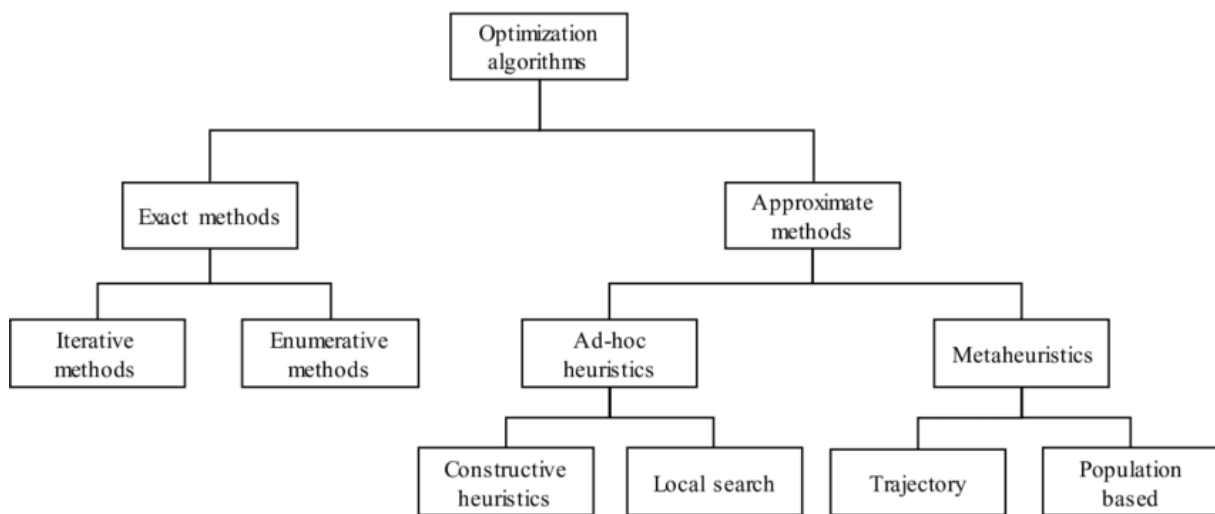 Optimization
algorithms
Exact methods
Approximate
methods
Iterative
methods
Enumerative
methods
Ad-hoc
heuristics
Metaheuristics
Constructive
heuristics
Local search
Trajectory
Population
based